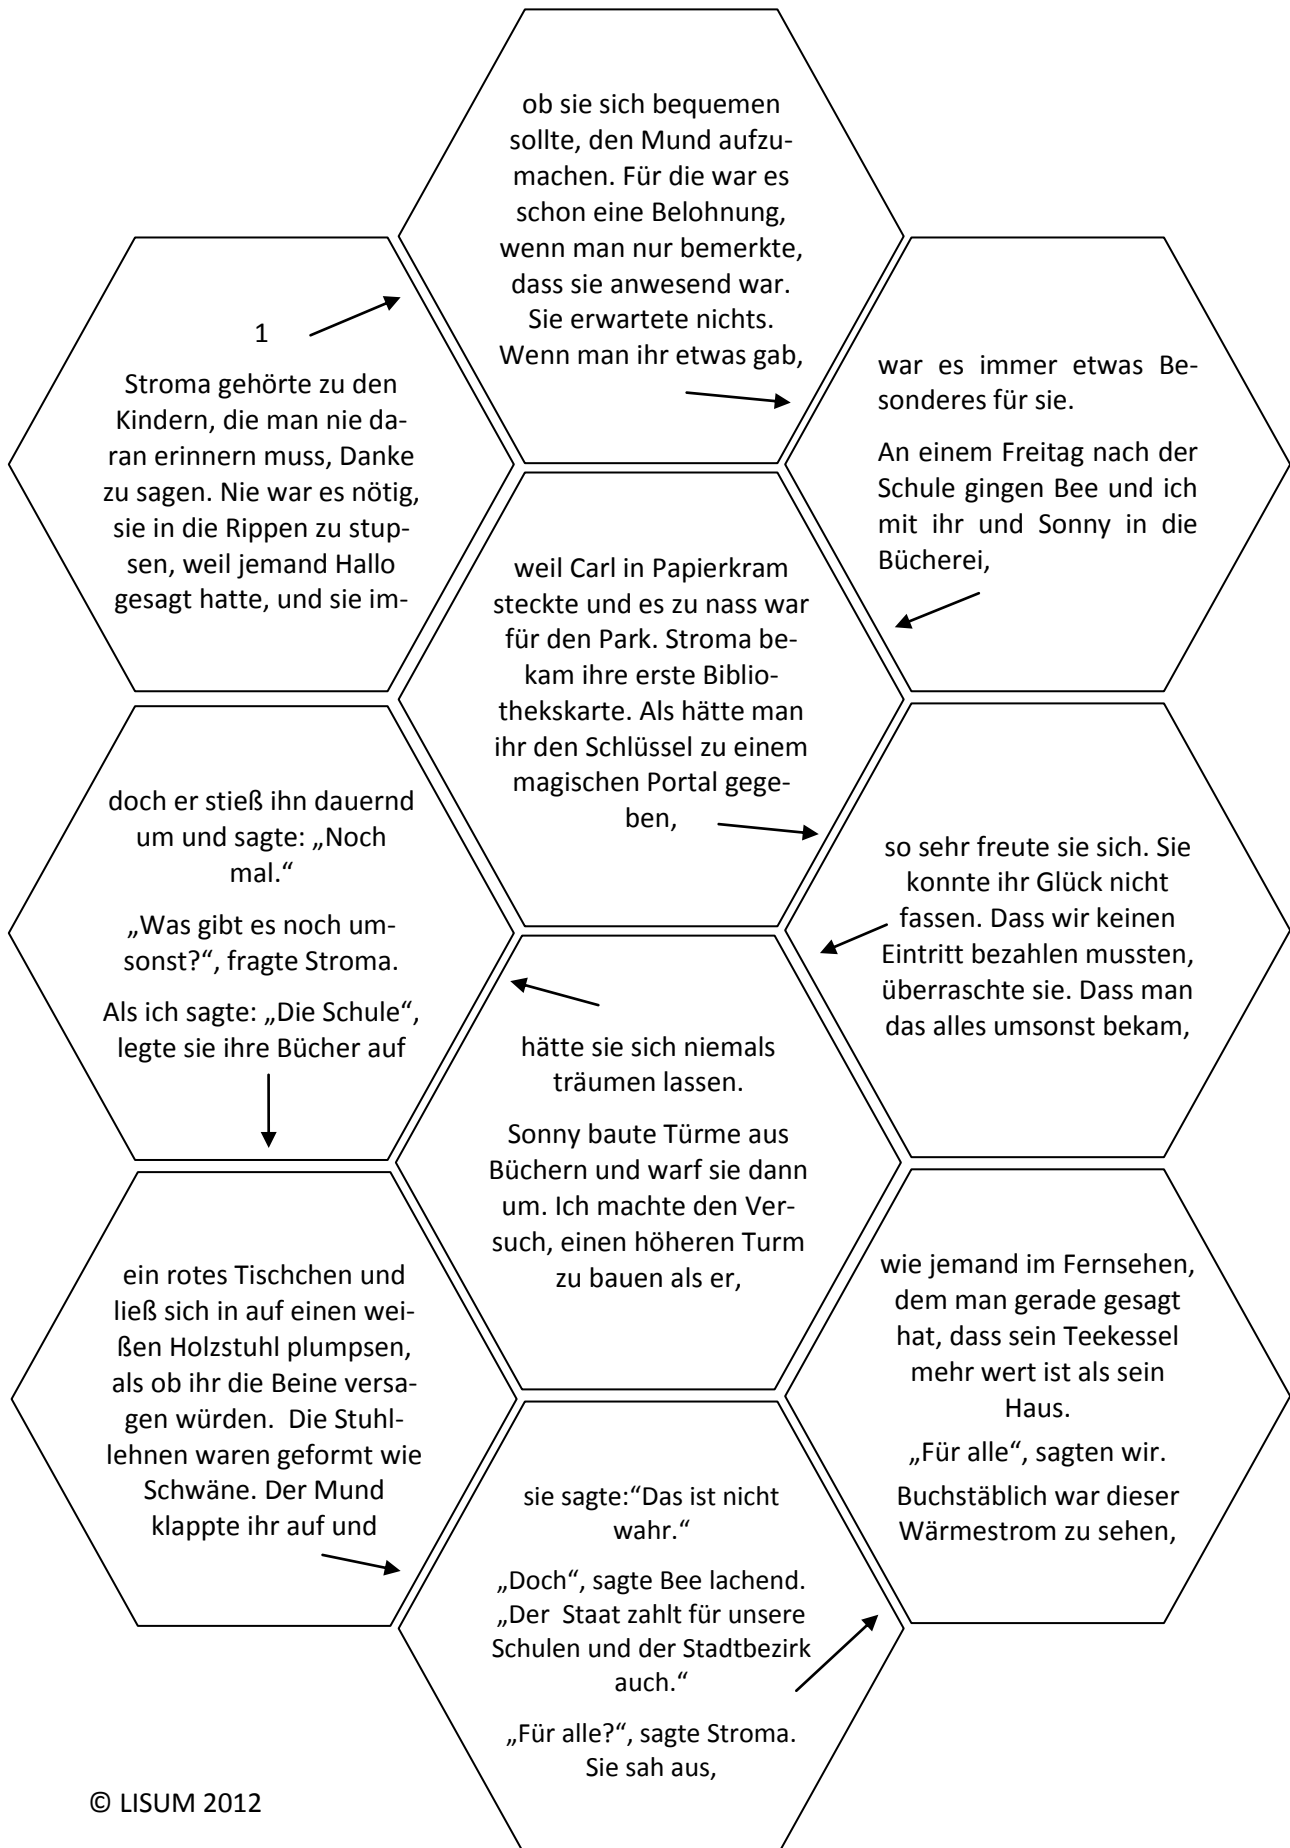 1
Stroma gehörte zu den
Kindern, die man nie da-
ran erinnern muss, Danke
zu sagen. Nie war es nötig,
sie in die Rippen zu stup-
sen, weil jemand Hallo
gesagt hatte, und sie im-
ob sie sich bequemen
sollte, den Mund aufzu-
machen. Für die war es
schon eine Belohnung,
wenn man nur bemerkte,
dass sie anwesend war.
Sie erwartete nichts.
Wenn man ihr etwas gab,
war es immer etwas Be-
sonderes für sie.
An einem Freitag nach der
Schule gingen Bee und ich
mit ihr und Sonny in die
Bücherei,
weil Carl in Papierkram
steckte und es zu nass war
für den Park. Stroma be-
kam ihre erste Biblio-
thekskarte. Als hätte man
ihr den Schlüssel zu einem
magischen Portal gege-
ben,
so sehr freute sie sich. Sie
konnte ihr Glück nicht
fassen. Dass wir keinen
Eintritt bezahlen mussten,
überraschte sie. Dass man
das alles umsonst bekam,
hätte sie sich niemals
träumen lassen.
Sonny baute Türme aus
Büchern und warf sie dann
um. Ich machte den Ver-
such, einen höheren Turm
zu bauen als er,
doch er stieß ihn dauernd
um und sagte: „Noch
mal.“
„Was gibt es noch um-
sonst?“, fragte Stroma.
Als ich sagte: „Die Schule“,
legte sie ihre Bücher auf
ein rotes Tischchen und
ließ sich in auf einen wei-
ßen Holzstuhl plumpsen,
als ob ihr die Beine versa-
gen würden.  Die Stuhl-
lehnen waren geformt wie
Schwäne. Der Mund
klappte ihr auf und
sie sagte:“Das ist nicht
wahr.“
„Doch“, sagte Bee lachend.
„Der  Staat zahlt für unsere
Schulen und der Stadtbezirk
auch.“
„Für alle?“, sagte Stroma.
Sie sah aus,
wie jemand im Fernsehen,
dem man gerade gesagt
hat, dass sein Teekessel
mehr wert ist als sein
Haus.
„Für alle“, sagten wir.
Buchstäblich war dieser
Wärmestrom zu sehen,
© LISUM 2012